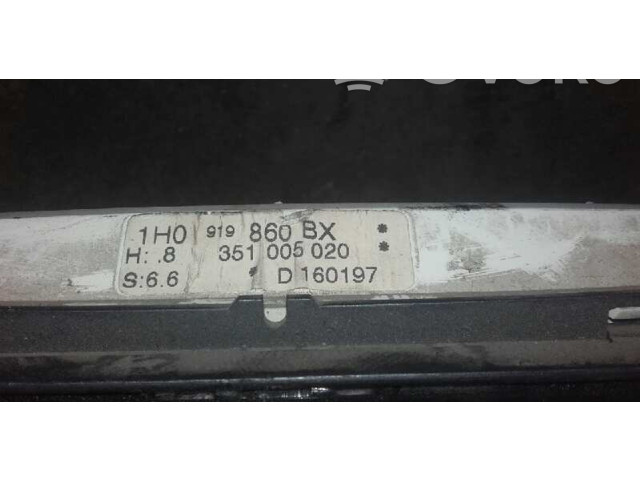 1H0 919 860 BX *
H: .8 351 005 020 *
S:6.6 * D 160197